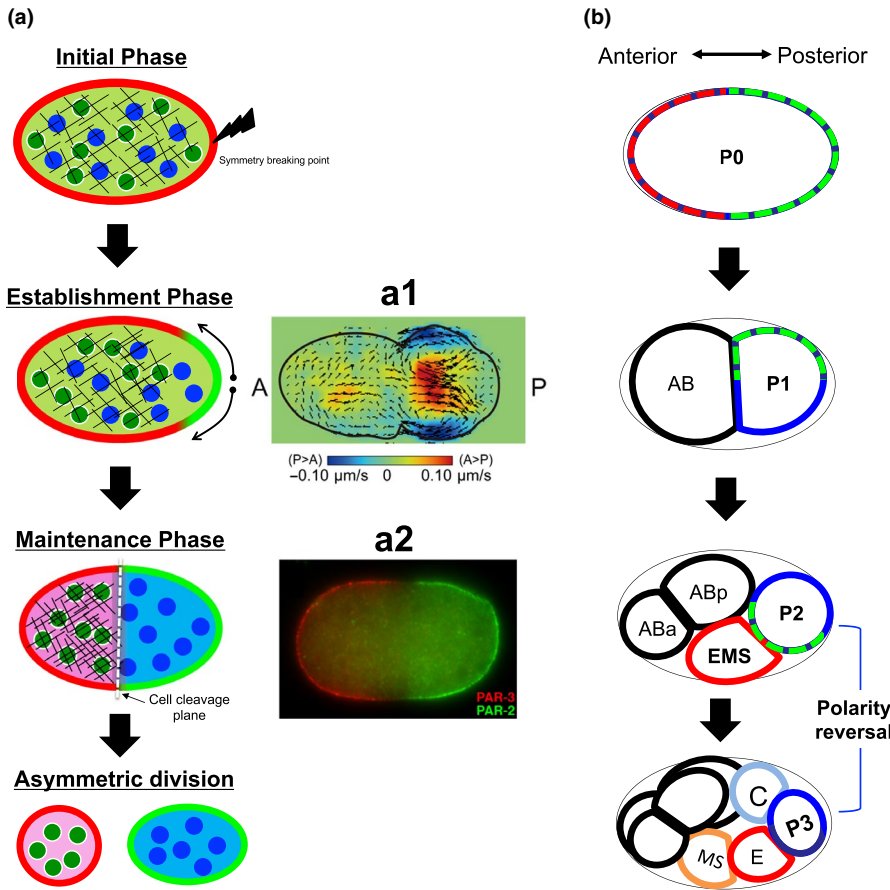 (a)
Initial Phase
Symmetry breaking point
Establishment Phase
a1
A
P
(P>A)
(A>P)
−0.10 µm/s
0
0.10 µm/s
Maintenance Phase
a2
Cell cleavage
plane
PAR-3
PAR-2
Asymmetric division
(b)
Anterior
Posterior
P0
AB
P1
ABp
ABa
P2
EMS
Polarity
reversal
C
P3
MS
E